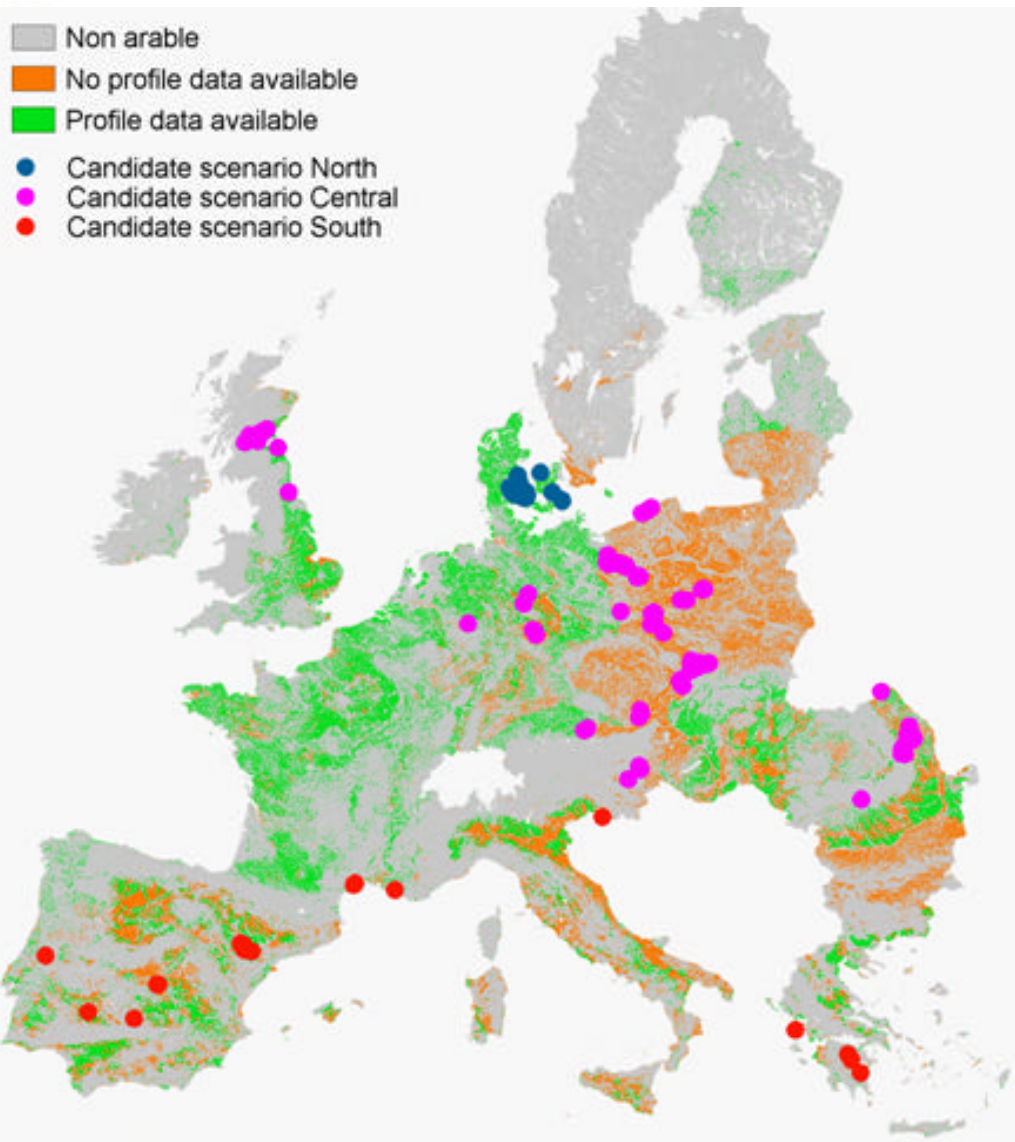 Non arable
No profile data available
Profile data available
Candidate scenario North
Candidate scenario Central
Candidate scenario South